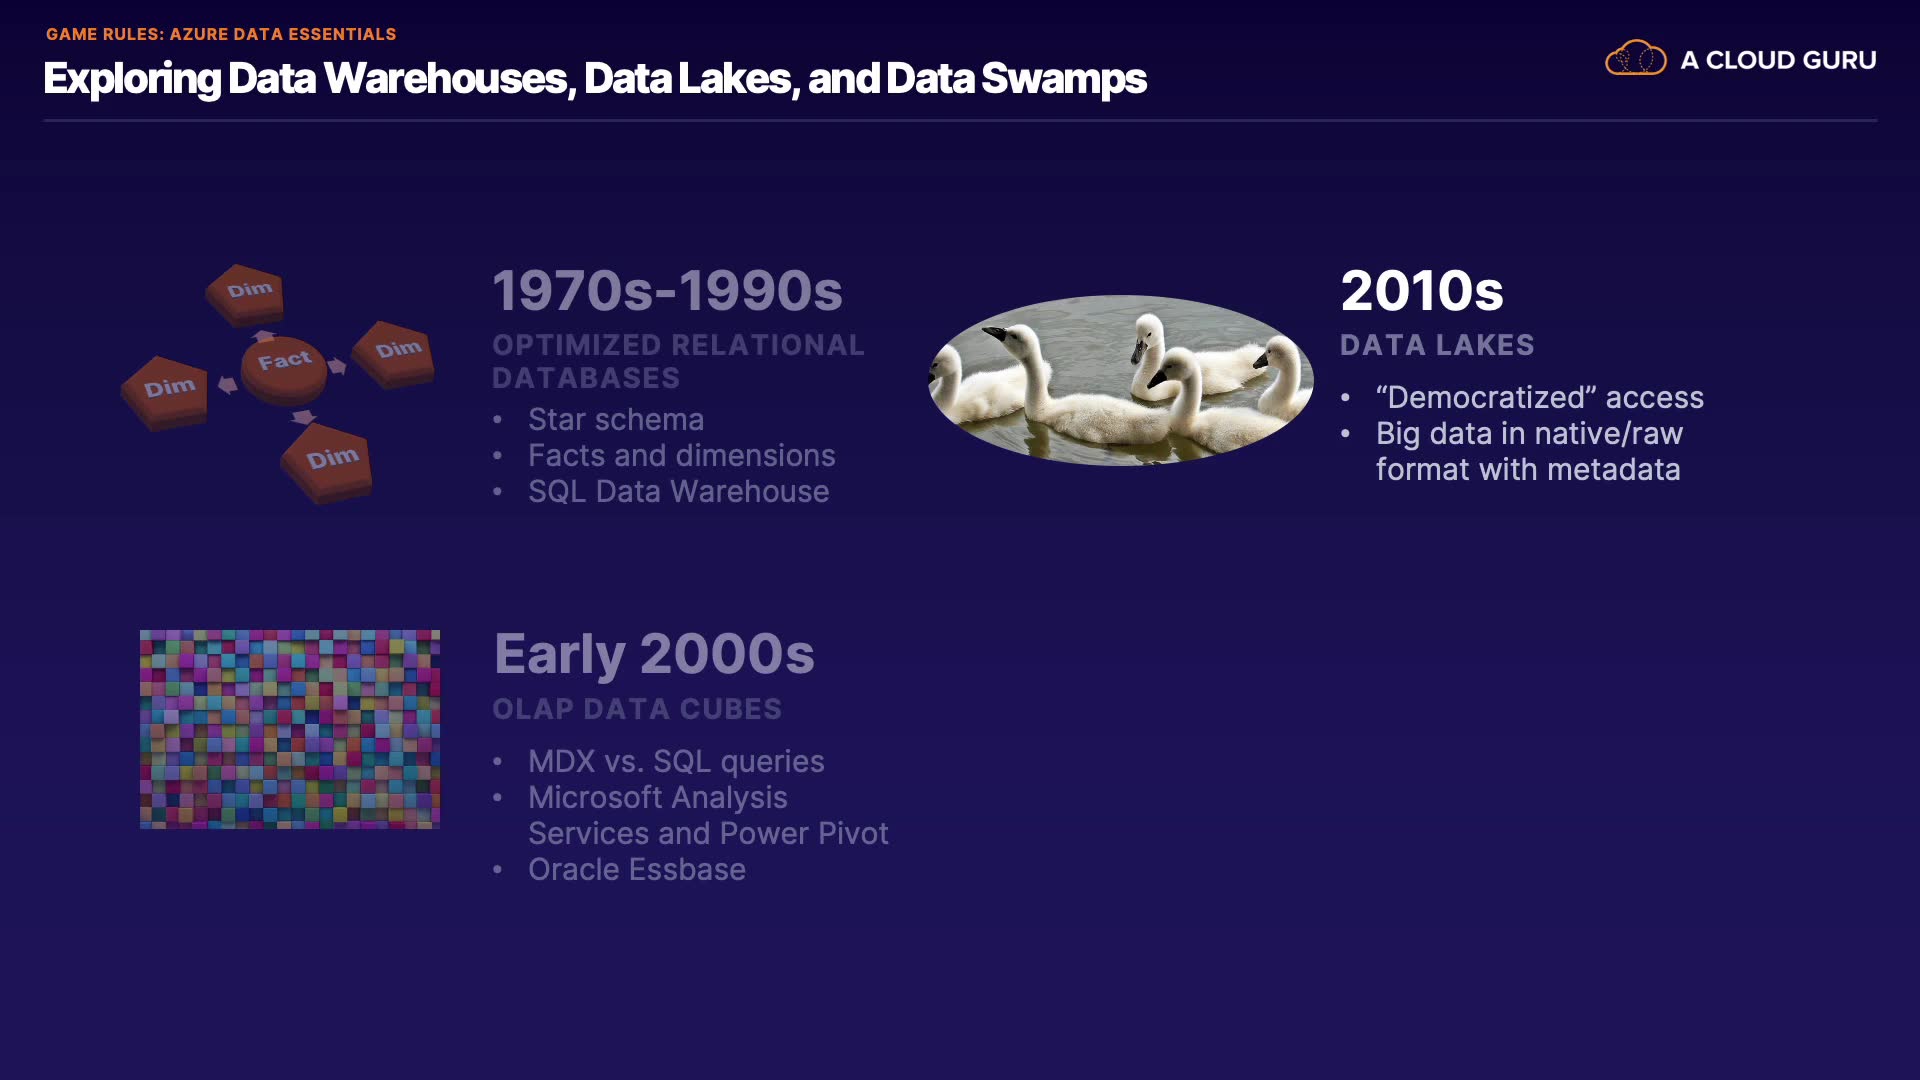 GAME RULES: AZURE DATA ESSENTIALS
Exploring Data Warehouses, Data Lakes, and Data Swamps
A CLOUD GURU
Dim
Dim
Fact
Dim
Dim
1970s-1990s
OPTIMIZED RELATIONAL
DATABASES
• Star schema
• Facts and dimensions
• SQL Data Warehouse
2010s
DATA LAKES
• “Democratized” access
• Big data in native/raw
format with metadata
Early 2000s
OLAP DATA CUBES
• MDX vs. SQL queries
• Microsoft Analysis
Services and Power Pivot
• Oracle Essbase